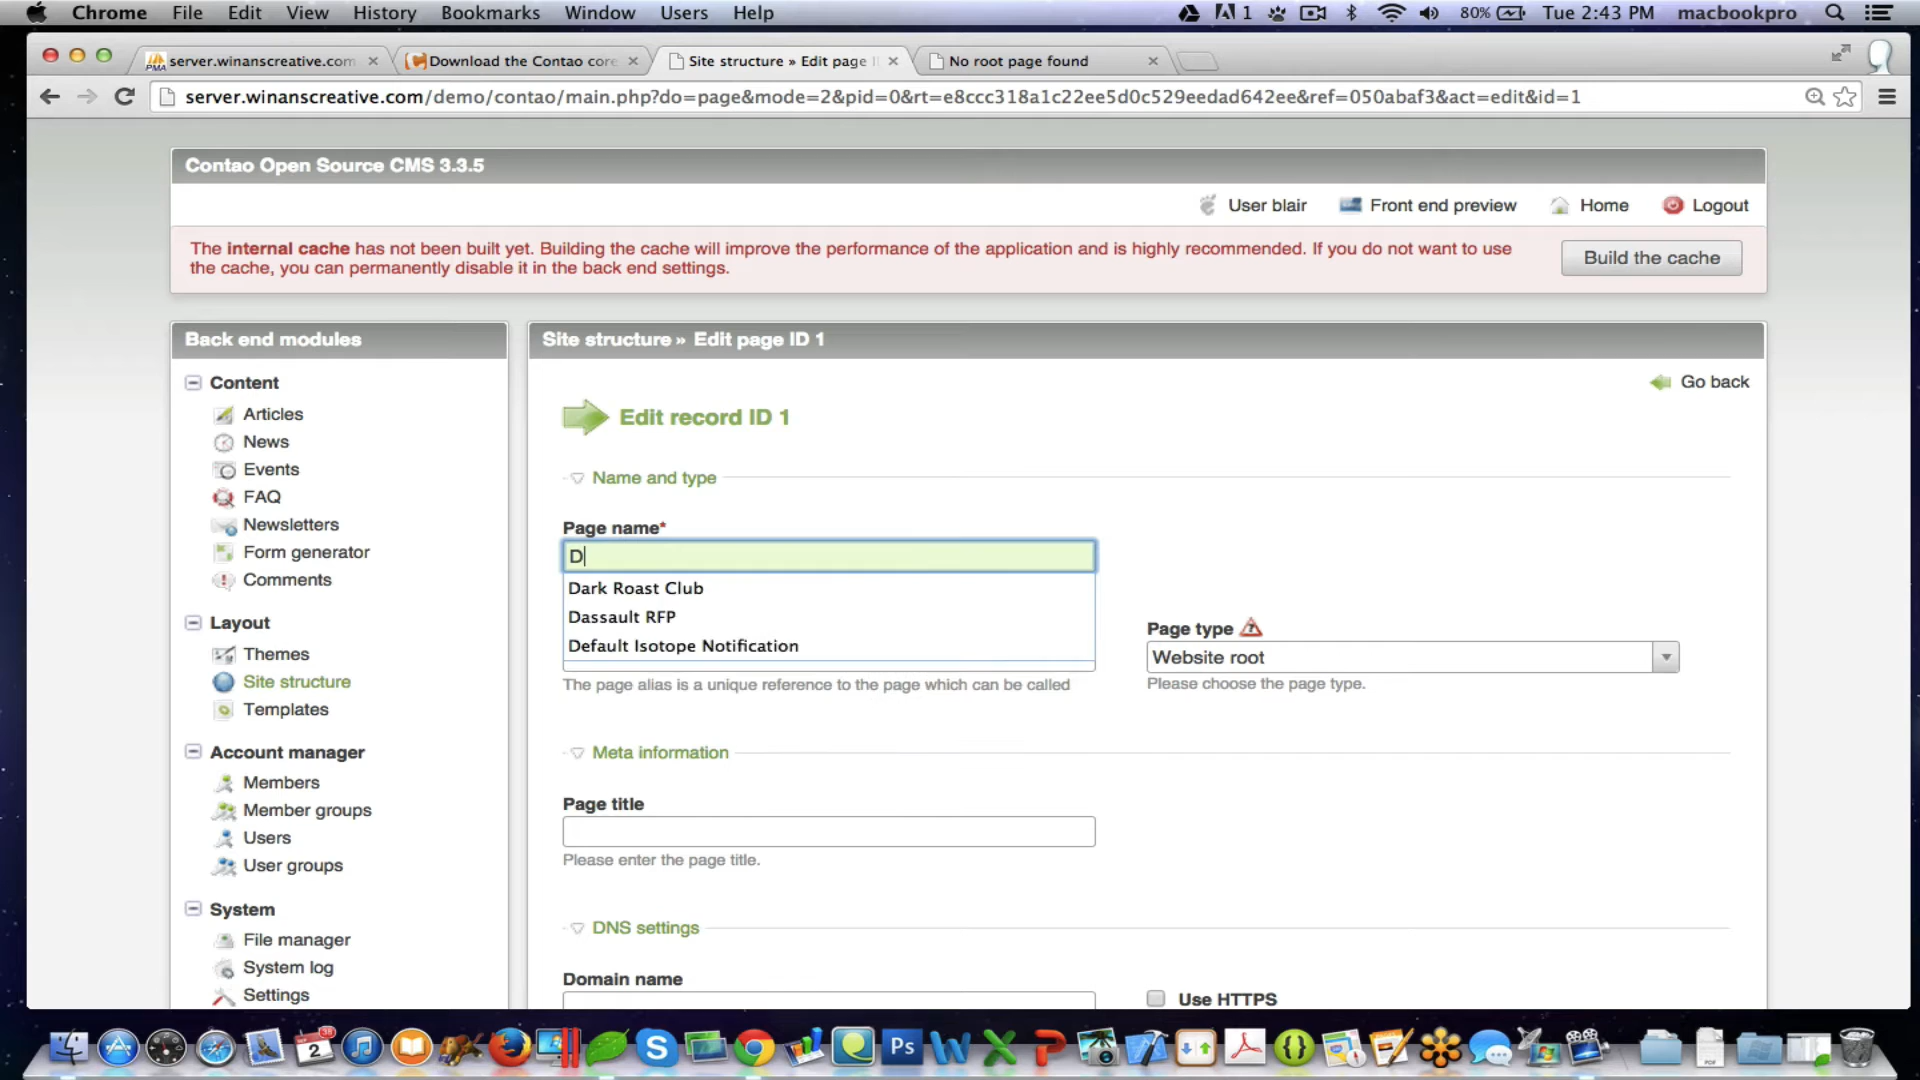 Chrome File Edit View History Bookmarks Window Users Help 1 80% Tue 2:43 PM macbookpro
server.winanscreative.com Download the Contao core Site structure » Edit page I No root page found
server.winanscreative.com/demo/contao/main.php?do=page&mode=2&pid=0&rt=e8ccc318a1c22ee5d0c529eedad642ee&ref=050abaf3&act=edit&id=1
Contao Open Source CMS 3.3.5
User blair Front end preview Home Logout
The internal cache has not been built yet. Building the cache will improve the performance of the application and is highly recommended. If you do not want to use
the cache, you can permanently disable it in the back end settings.
Build the cache
Back end modules
Content
Articles
News
Events
FAQ
Newsletters
Form generator
Comments
Layout
Themes
Site structure
Templates
Account manager
Members
Member groups
Users
User groups
System
File manager
System log
Settings
Site structure » Edit page ID 1
Go back
Edit record ID 1
Name and type
Page name*
D
Dark Roast Club
Dassault RFP
Default Isotope Notification
The page alias is a unique reference to the page which can be called
Page type
Website root
Please choose the page type.
Meta information
Page title
Please enter the page title.
DNS settings
Domain name
Use HTTPS